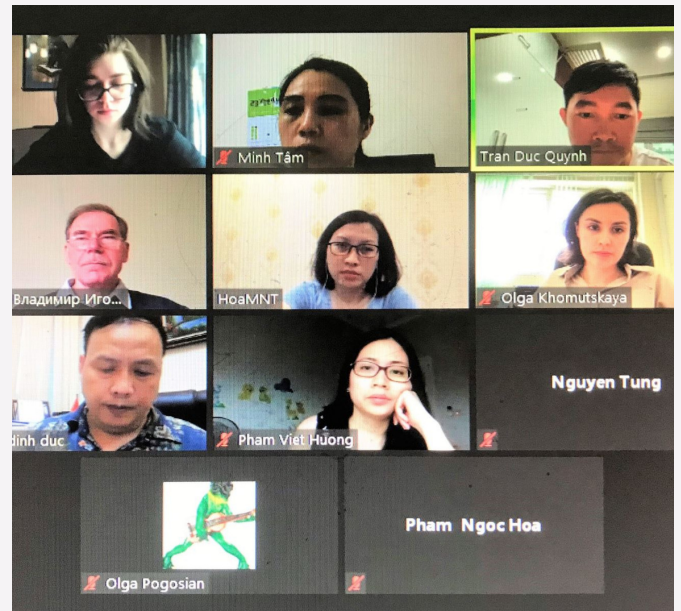 Minh Tâm
Tran Duc Quynh
Владимир Иго...
HoaMNT
Olga Khomutskaya
dinh duc
Pham Viet Huong
Nguyen Tung
Olga Pogosian
Pham Ngoc Hoa